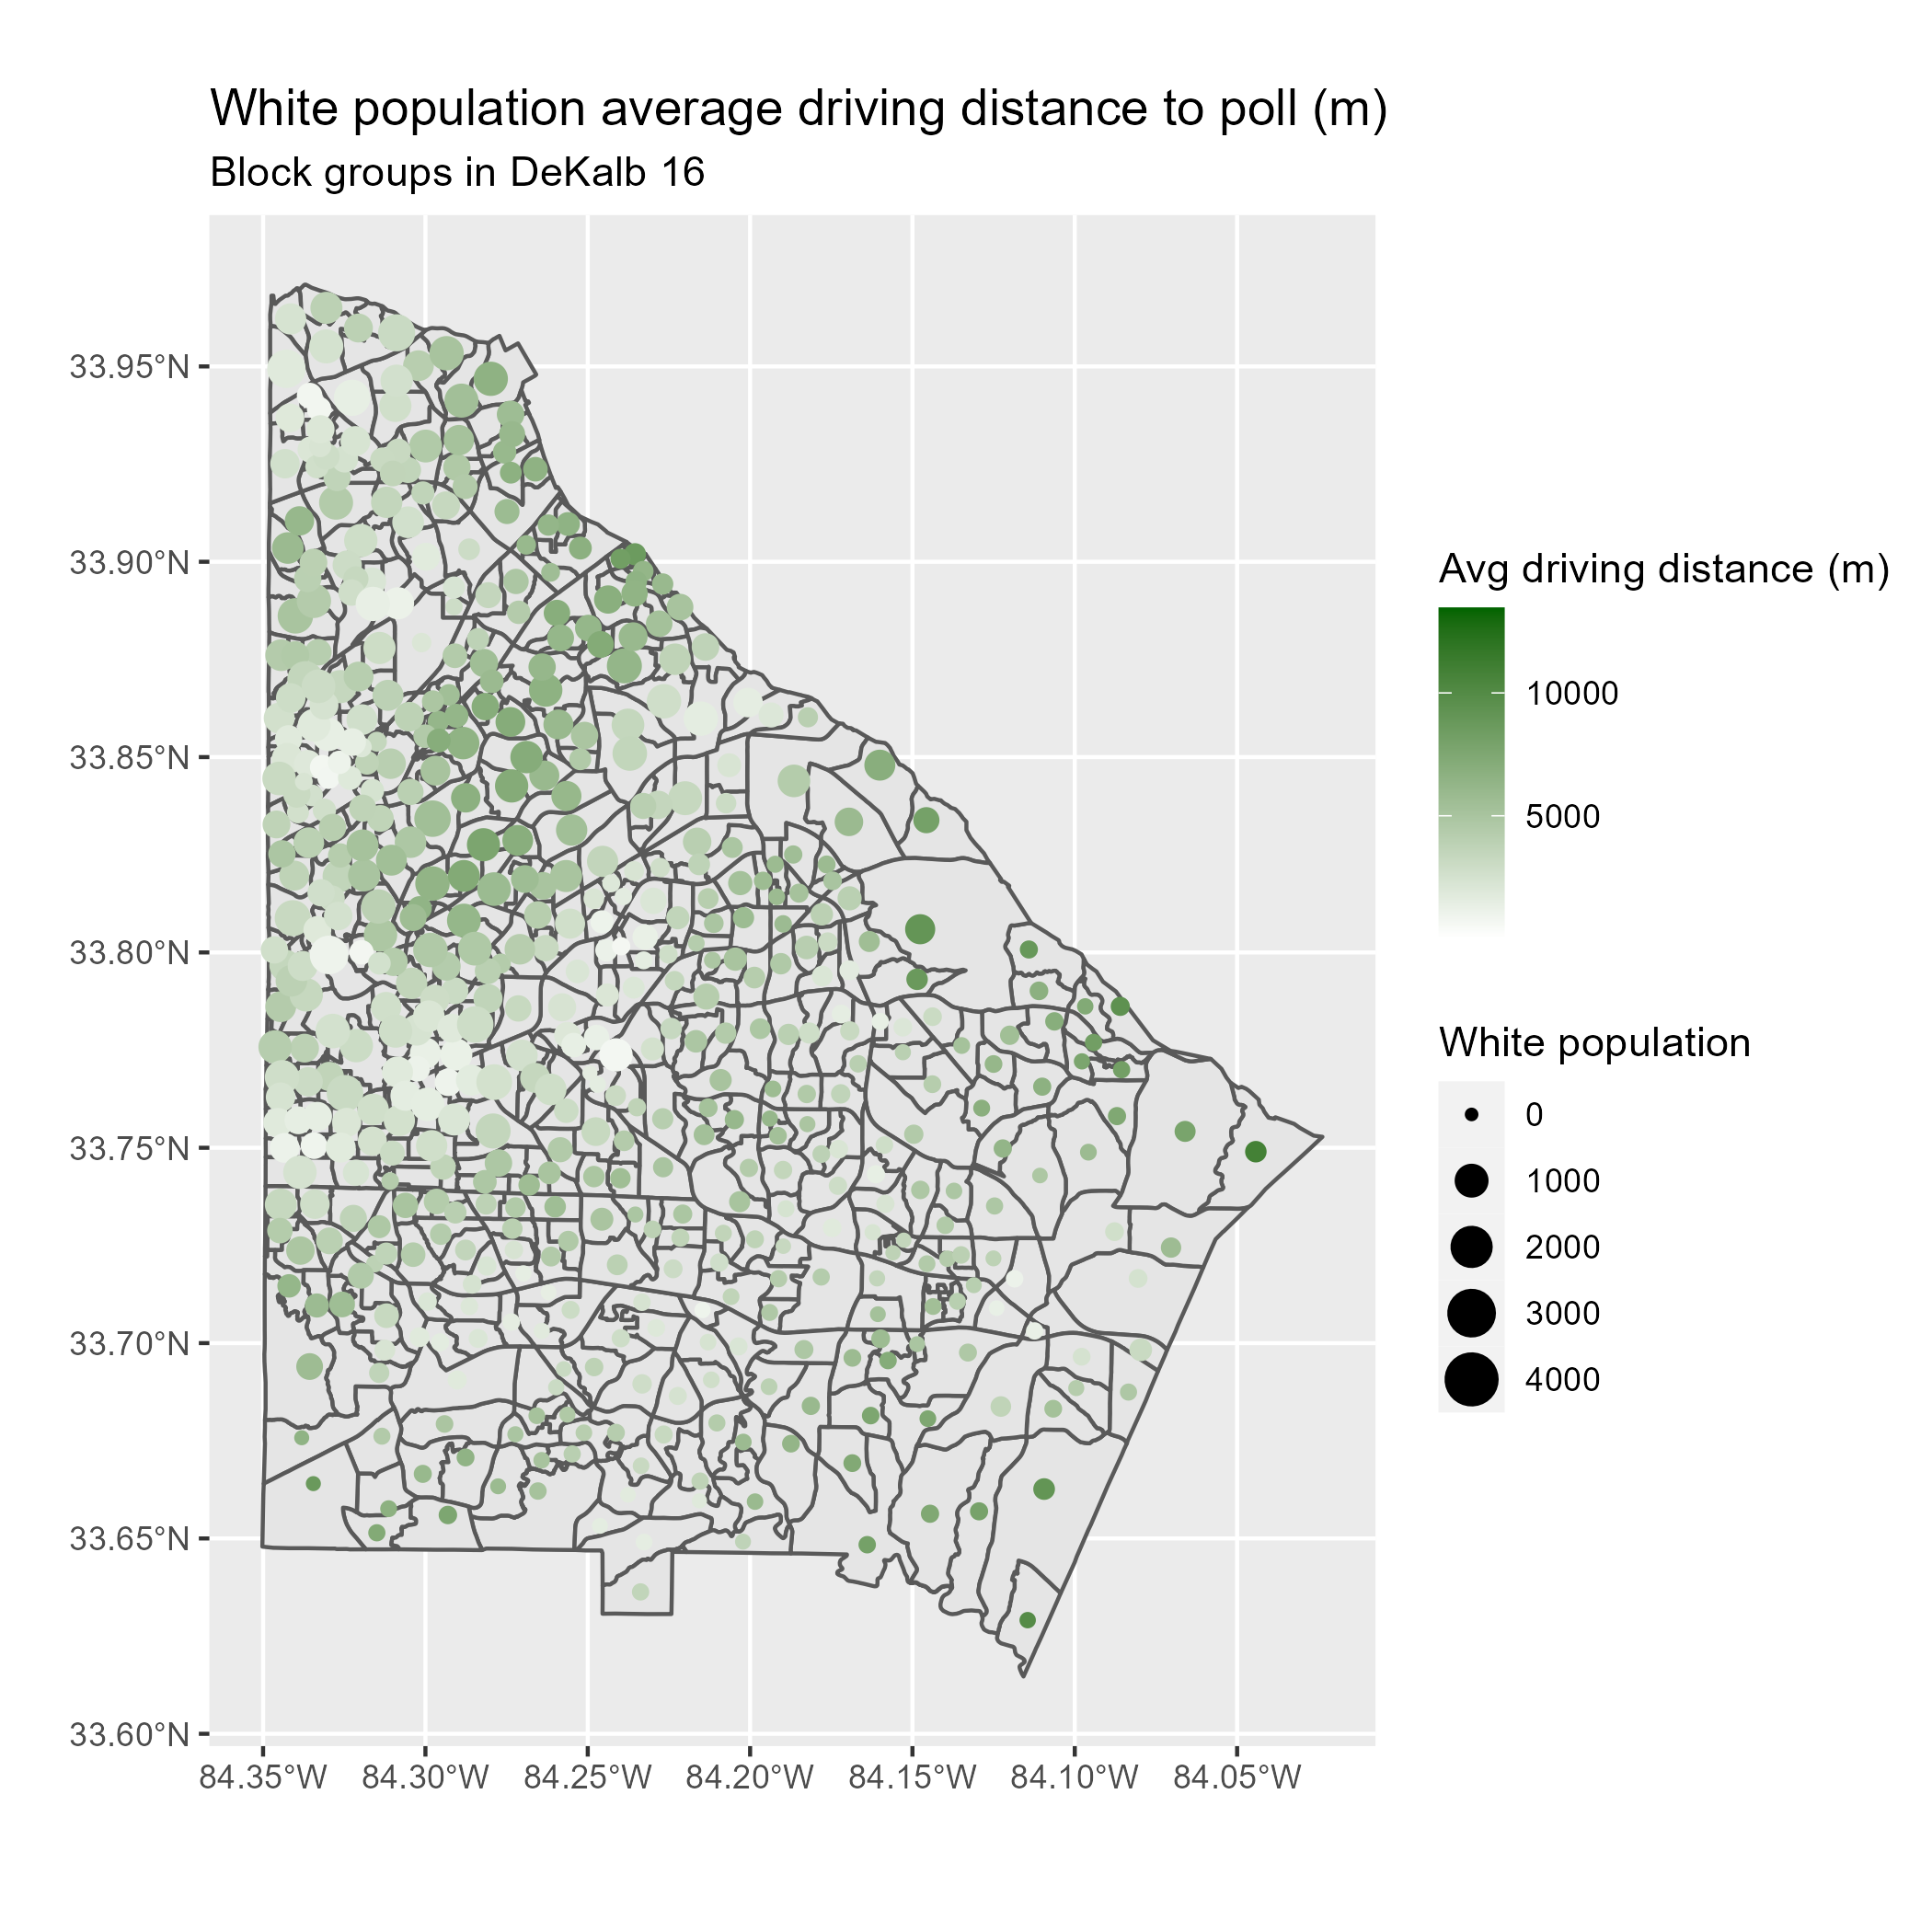 White population average driving distance to poll (m)
Block groups in DeKalb 16
33.95°N
33.90°N
33.85°N
33.80°N
33.75°N
33.70°N
33.65°N
33.60°N
84.35°W
84.30°W
84.25°W
84.20°W
84.15°W
84.10°W
84.05°W
Avg driving distance (m)
10000
5000
White population
0
1000
2000
3000
4000